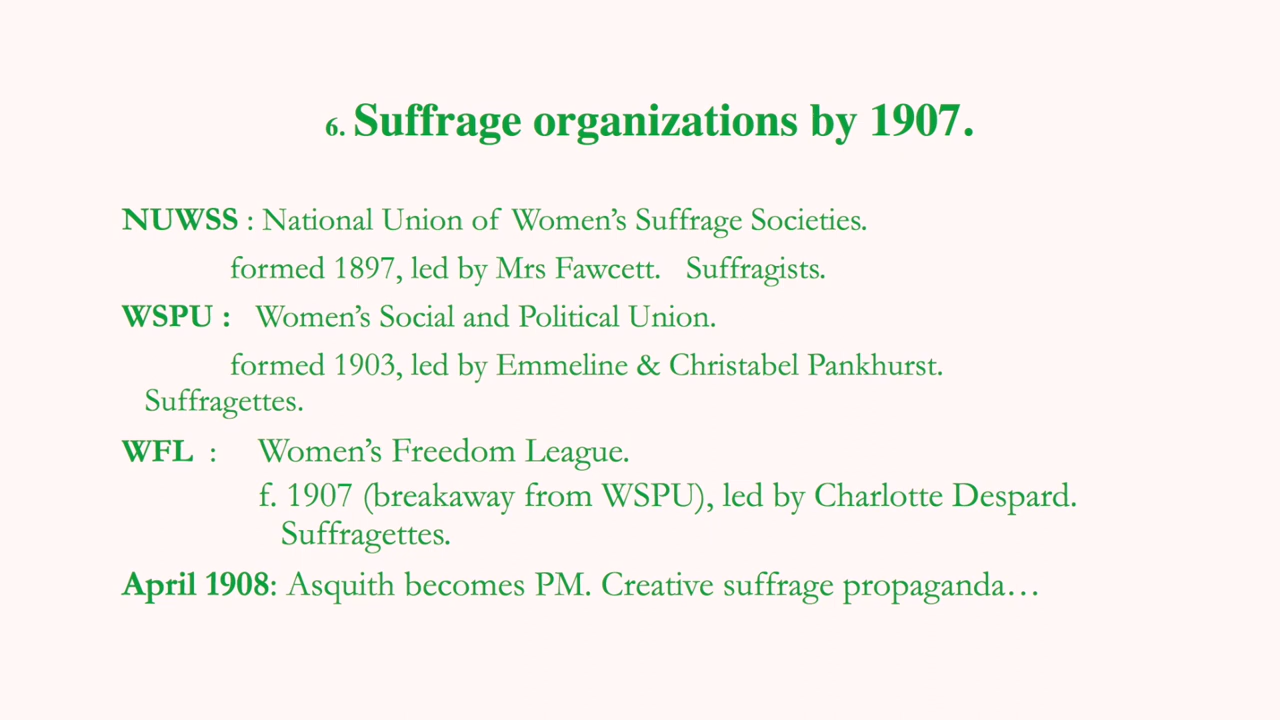 6. Suffrage organizations by 1907.
NUWSS : National Union of Women’s Suffrage Societies.
formed 1897, led by Mrs Fawcett. Suffragists.
WSPU : Women’s Social and Political Union.
formed 1903, led by Emmeline & Christabel Pankhurst.
Suffragettes.
WFL : Women’s Freedom League.
f. 1907 (breakaway from WSPU), led by Charlotte Despard.
Suffragettes.
April 1908: Asquith becomes PM. Creative suffrage propaganda…